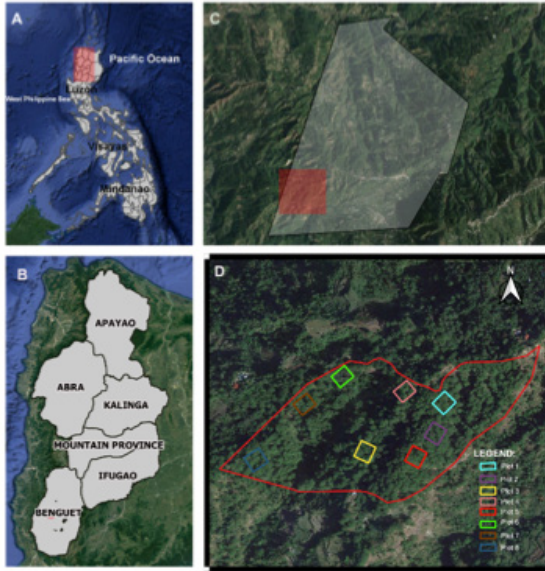 A
Pacific Ocean
Luzon
West Philippine Sea
Visayas
Mindanao
C
B
APAYAO
ABRA
KALINGA
MOUNTAIN PROVINCE
IFUGAO
BENGUET
D
N
LEGEND:
Plot 1
Plot 2
Plot 3
Plot 4
Plot 5
Plot 6
Plot 7
Plot 8